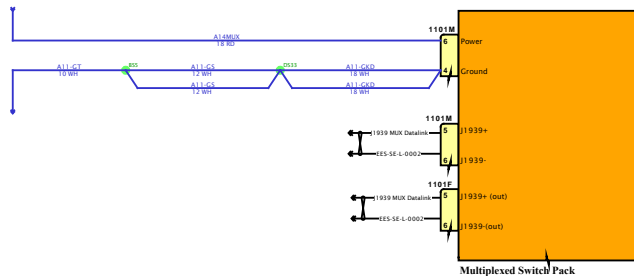 1101M
A14MUX
18 RD
6 Power
A11-GT
10 WH
BS5
A11-GS
12 WH
DS33
A11-GKD
18 WH
4 Ground
A11-GS
12 WH
A11-GKD
18 WH
1101M
J1939 MUX Datalink
5 J1939+
EES-SE-L-0002
6 J1939-
1101F
J1939 MUX Datalink
5 J1939+ (out)
EES-SE-L-0002
6 J1939-(out)
Multiplexed Switch Pack